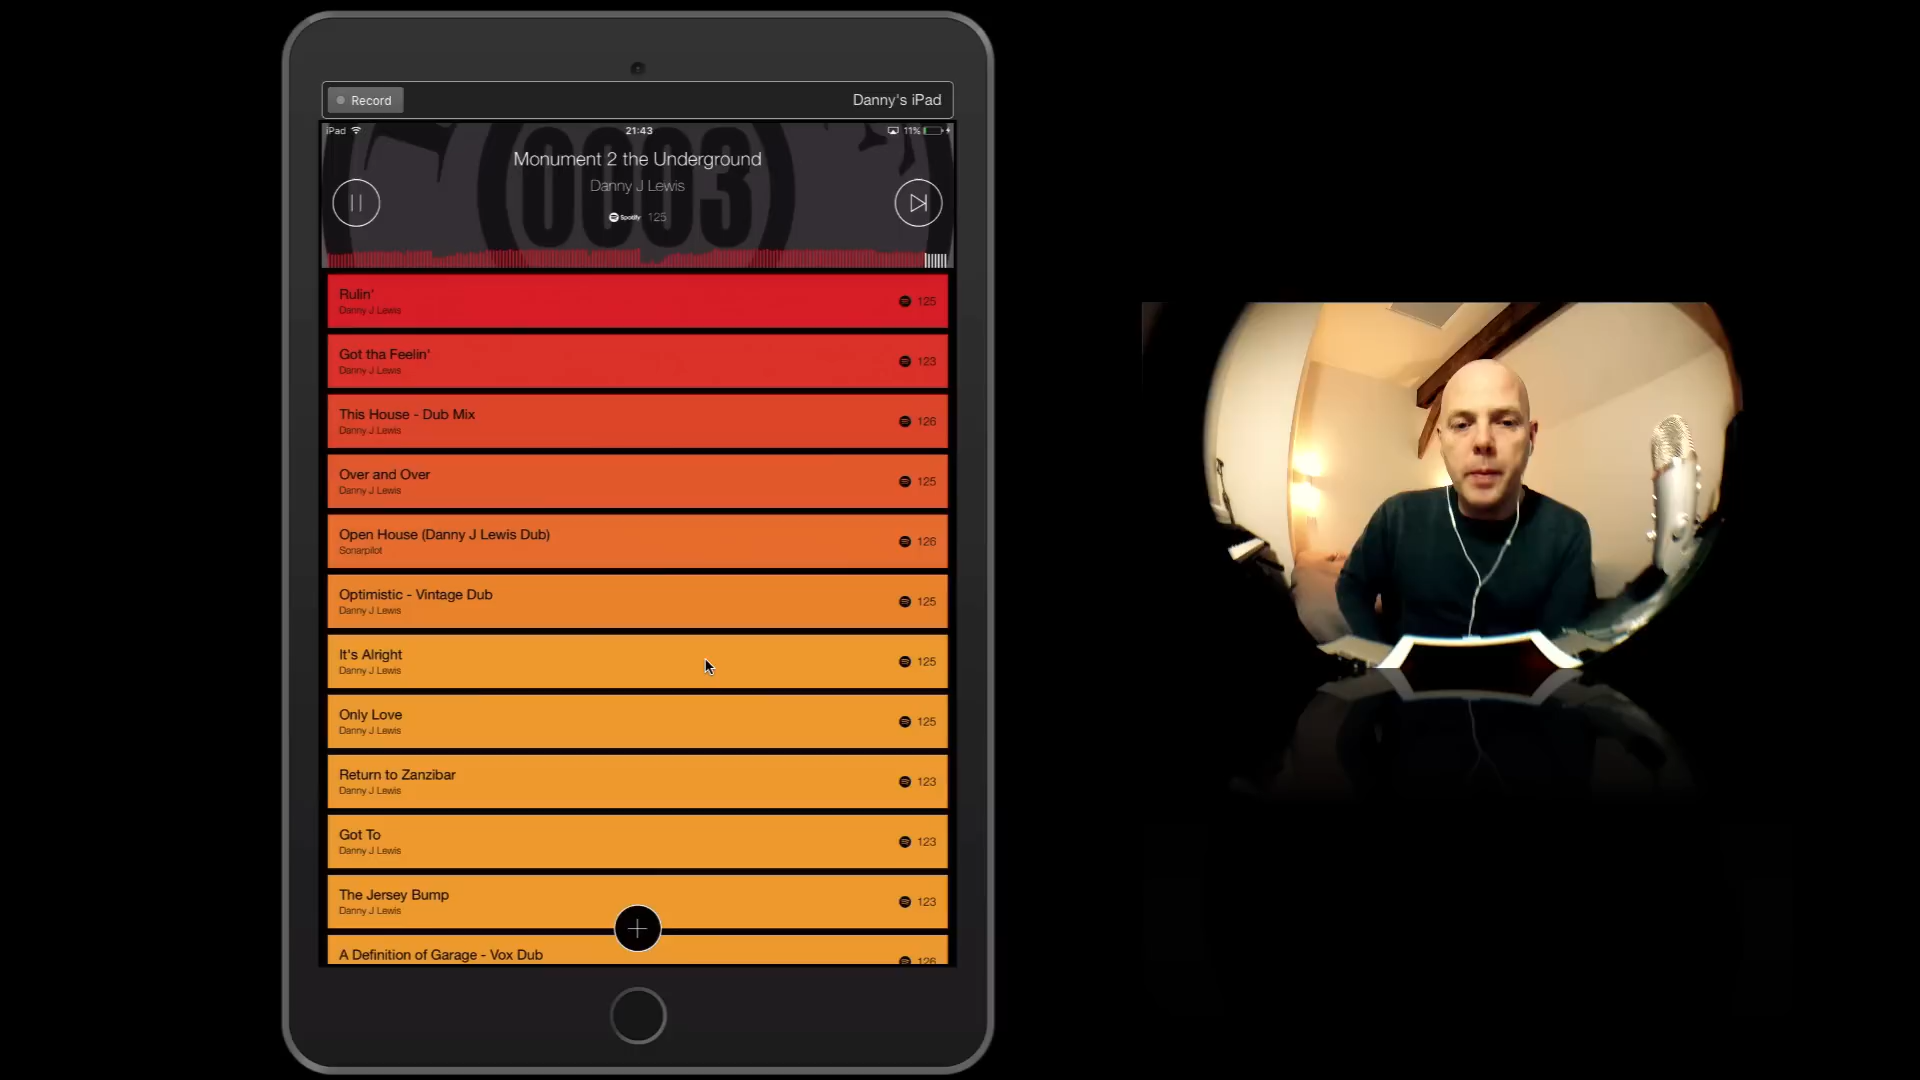 Record
Danny's iPad
iPad
21:43
11%
0003
Monument 2 the Underground
Danny J Lewis
Spotify 125
Rulin'
Danny J Lewis
125
Got tha Feelin'
Danny J Lewis
123
This House - Dub Mix
Danny J Lewis
126
Over and Over
Danny J Lewis
125
Open House (Danny J Lewis Dub)
Sonarpilot
126
Optimistic - Vintage Dub
Danny J Lewis
125
It's Alright
Danny J Lewis
125
Only Love
Danny J Lewis
125
Return to Zanzibar
Danny J Lewis
123
Got To
Danny J Lewis
123
The Jersey Bump
Danny J Lewis
123
A Definition of Garage - Vox Dub
126